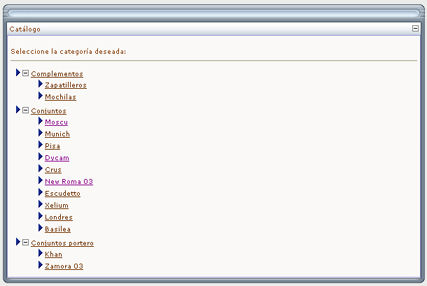 Catálogo
Seleccione la categoría deseada:
Complementos
Zapatilleros
Mochilas
Conjuntos
Moscu
Munich
Pisa
Dycam
Crus
New Roma 03
Escudetto
Xelium
Londres
Basilea
Conjuntos portero
Khan
Zamora 03